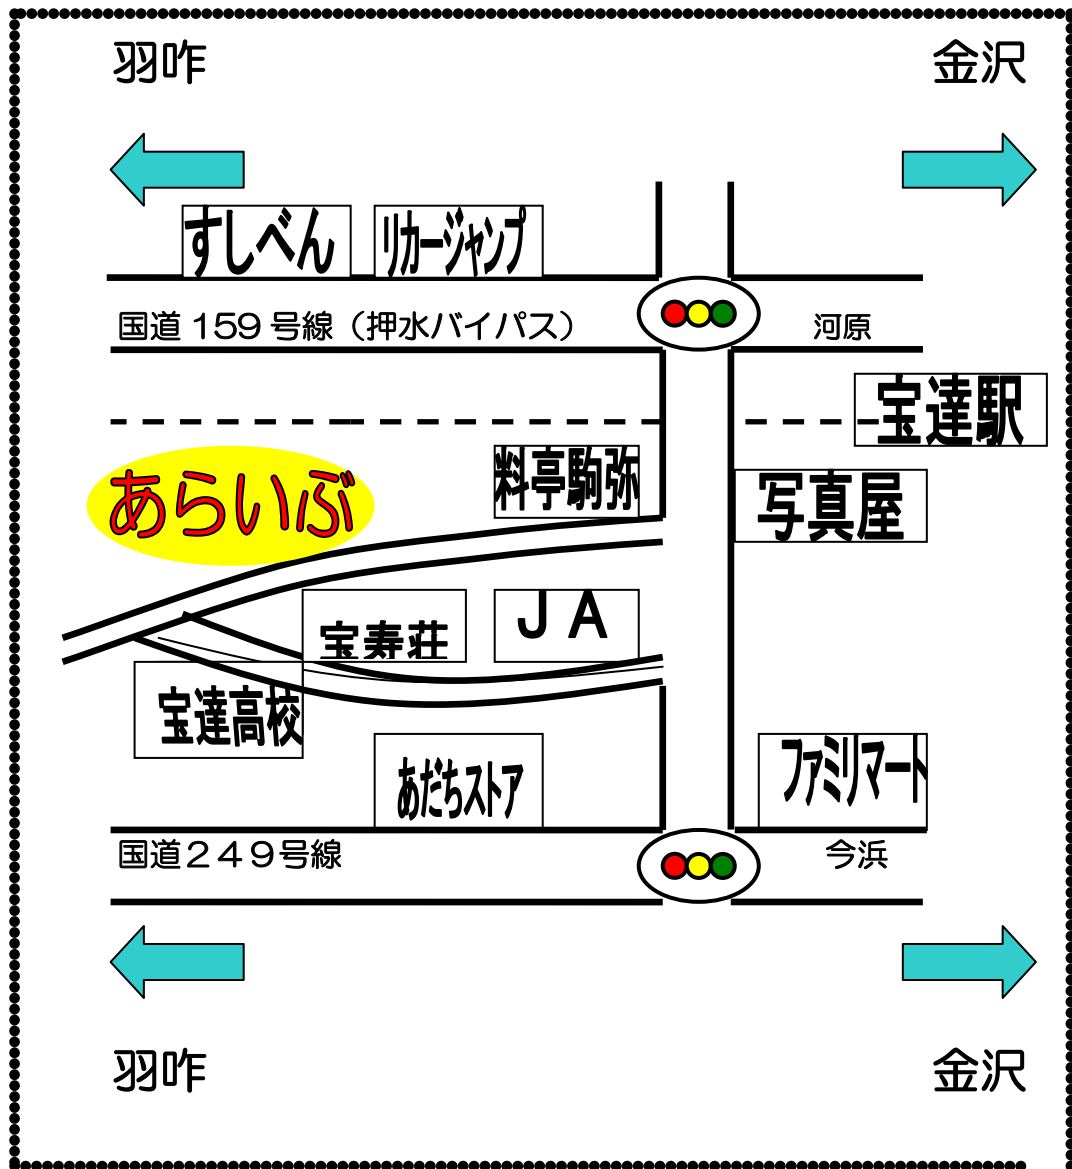 羽咋
金沢
すしべん
リカージャンプ
国道159号線（押水バイパス）
河原
宝達駅
料亭駒弥
写真屋
あらいぶ
宝寿荘
ＪＡ
宝達高校
あだちストア
ファミリマート
国道２４９号線
今浜
羽咋
金沢